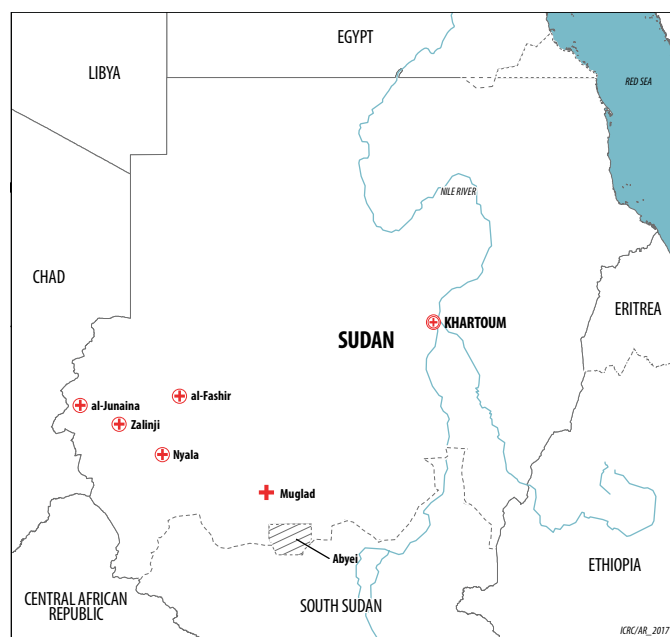 EGYPT
LIBYA
RED SEA
NILE RIVER
CHAD
ERITREA
KHARTOUM
SUDAN
al-Fashir
al-Junaina
Zalinji
Nyala
Muglad
Abyei
ETHIOPIA
CENTRAL AFRICAN
REPUBLIC
SOUTH SUDAN
ICRC/AR_2017